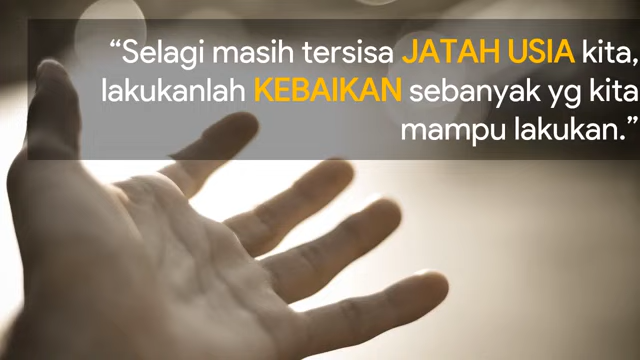 “Selagi masih tersisa JATAH USIA kita,
lakukanlah KEBAIKAN sebanyak yg kita
mampu lakukan.”